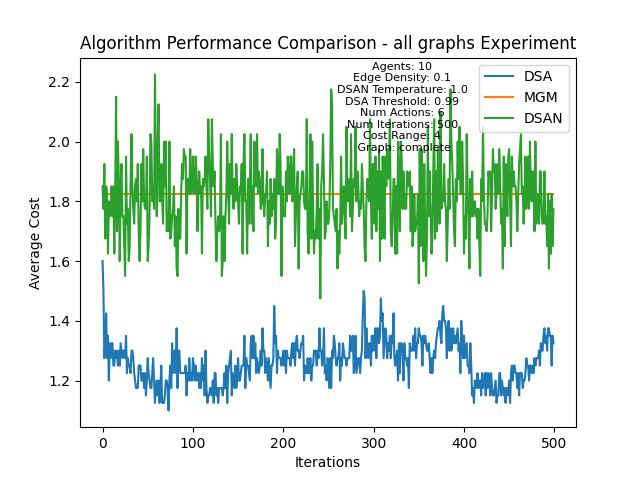 Algorithm Performance Comparison - all graphs Experiment
Agents: 10
Edge Density: 0.1
DSAN Temperature: 1.0
DSA Threshold: 0.99
Num Actions: 6
Num Iterations: 500
Cost Range: 4
Graph: complete
DSA
MGM
DSAN
Average Cost
2.2
2.0
1.8
1.6
1.4
1.2
0
100
200
300
400
500
Iterations